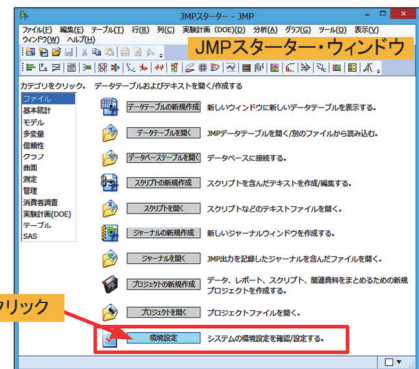 JMPスターター - JMP
ファイル(F) 編集(E) テーブル(T) 行(R) 列(C) 実験計画 (DOE)(D) 分析(A) グラフ(G) ツール(O) 表示(V)
ウィンドウ(W) ヘルプ(H)
JMPスターター・ウィンドウ
カテゴリをクリック。 データテーブルおよびテキストを開く/作成する
ファイル
基本統計
モデル
多変量
信頼性
グラフ
曲面
測定
管理
消費者調査
実験計画(DOE)
テーブル
SAS
データテーブルの新規作成 新しいウィンドウに新しいデータテーブルを表示する。
データテーブルを開く JMPデータテーブルを開く/別のファイルから読み込む。
データベーステーブルを開く データベースに接続する。
スクリプトの新規作成 スクリプトを含んだテキストを作成/編集する。
スクリプトを開く スクリプトなどのテキストファイルを開く。
ジャーナルの新規作成 新しいジャーナルウィンドウを作成する。
ジャーナルを開く JMP出力を記録したジャーナルを含んだファイルを開く。
プロジェクトの新規作成 データ、レポート、スクリプト、関連資料をまとめるための新規
プロジェクトを作成する。
プロジェクトを開く プロジェクトファイルを開く。
リック
環境設定 システムの環境設定を確認/設定する。